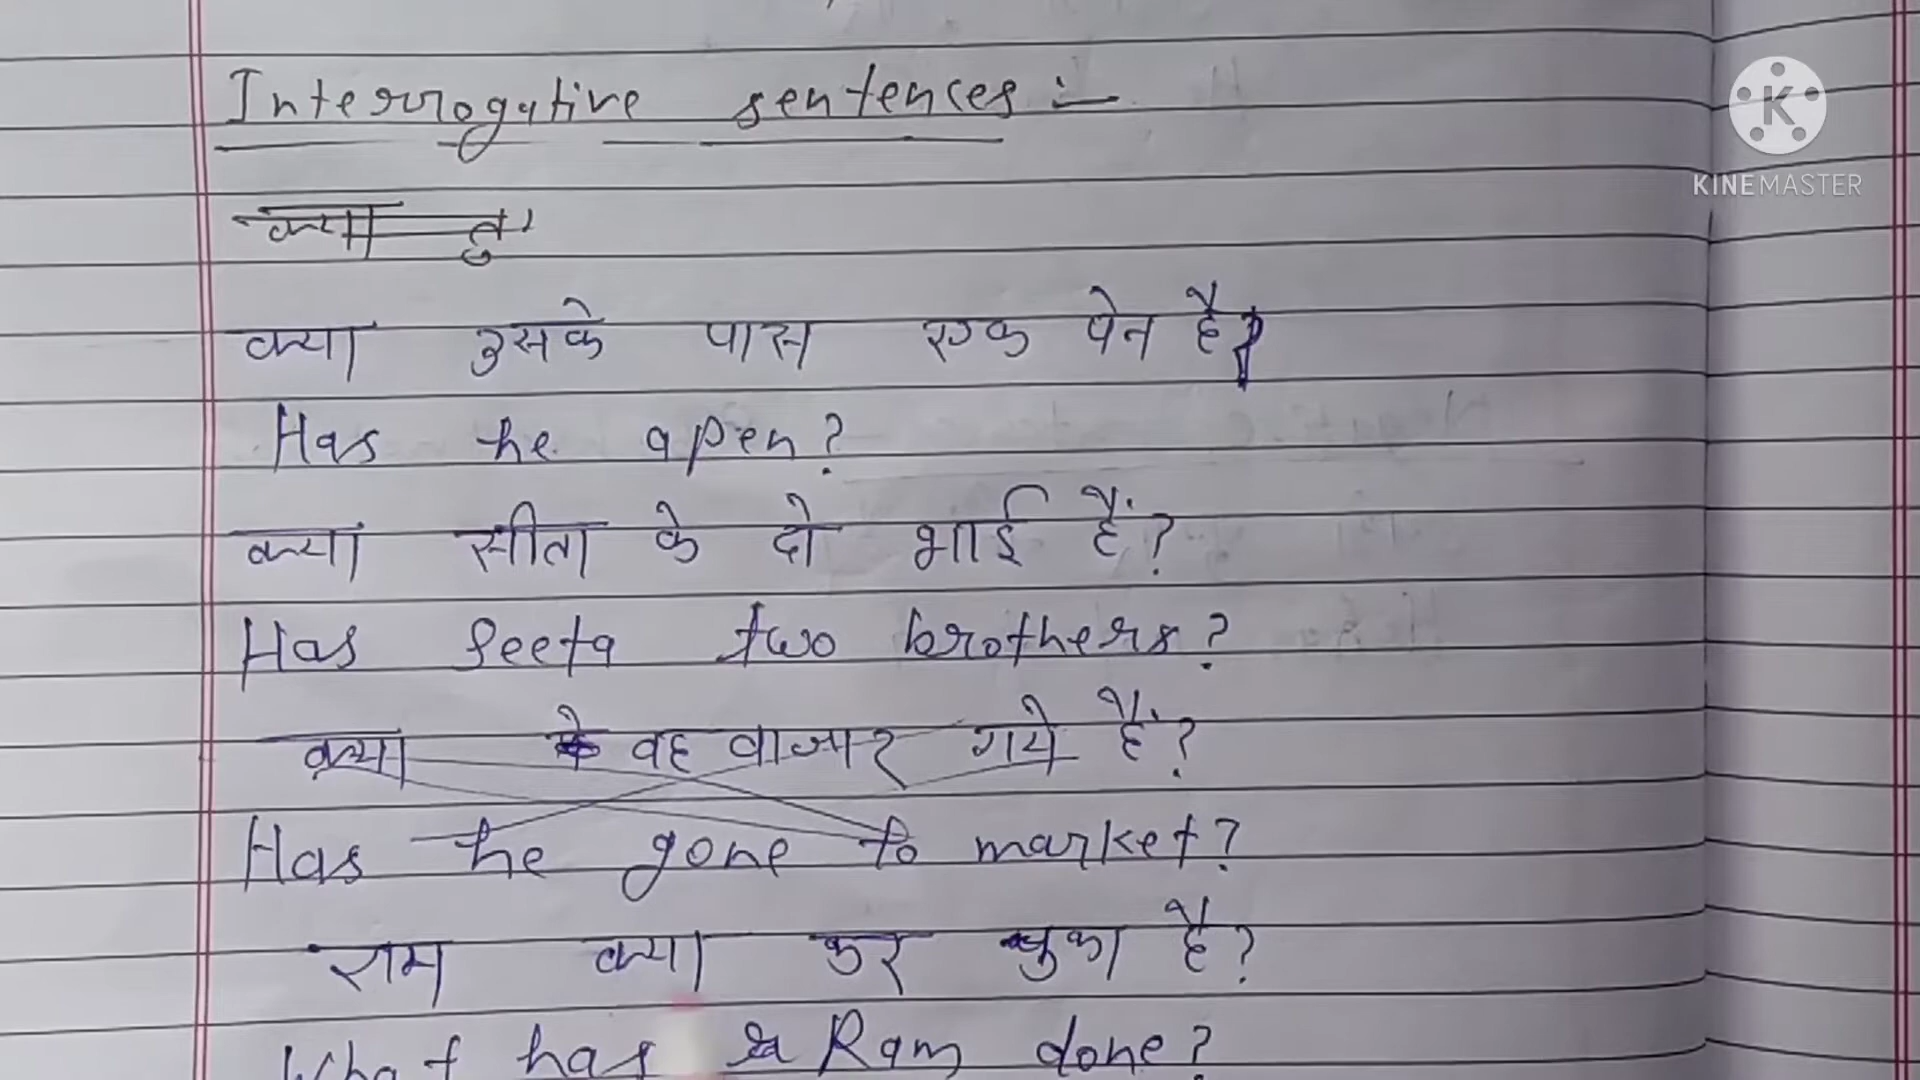 Interrogative sentences :-
क्या तु
क्या उसके पास एक पेन है?
Has he a pen?
क्या सीता के दो भाई हैं?
Has Seeta two brothers?
क्या के वह बाजार गये हैं?
Has he gone to market?
राम क्या कर चुका है?
What has Ram done?
KINEMASTER